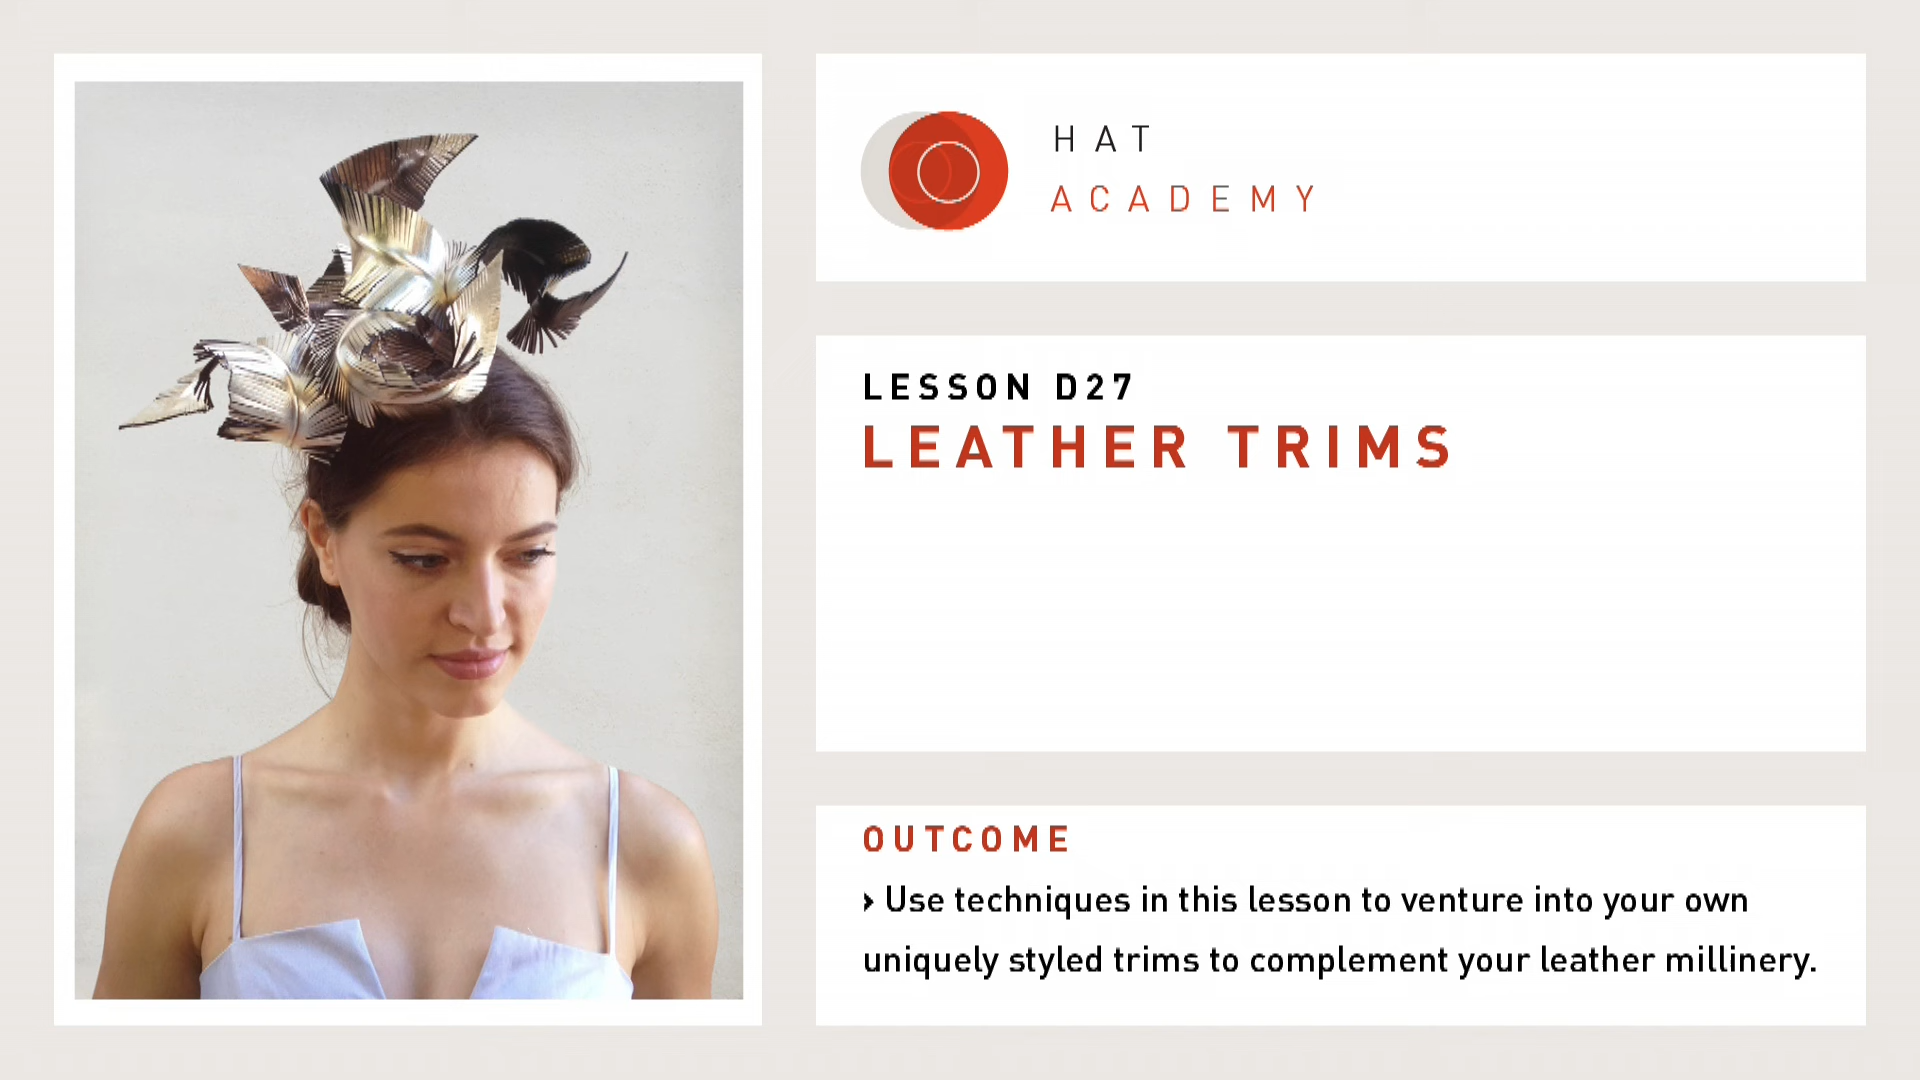 HAT
ACADEMY
LESSON D27
LEATHER TRIMS
OUTCOME
› Use techniques in this lesson to venture into your own
uniquely styled trims to complement your leather millinery.